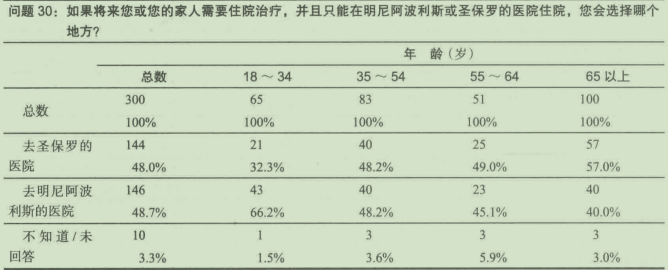 问题 30：如果将来您或您的家人需要住院治疗，并且只能在明尼阿波利斯或圣保罗的医院住院，您会选择哪个
地方？
年 龄（岁）
总数 18～34 35～54 55～64 65 以上
总数 300 65 83 51 100
100% 100% 100% 100% 100%
去圣保罗的 144 21 40 25 57
医院 48.0% 32.3% 48.2% 49.0% 57.0%
去明尼阿波 146 43 40 23 40
利斯的医院 48.7% 66.2% 48.2% 45.1% 40.0%
不知道/未 10 1 3 3 3
回答 3.3% 1.5% 3.6% 5.9% 3.0%